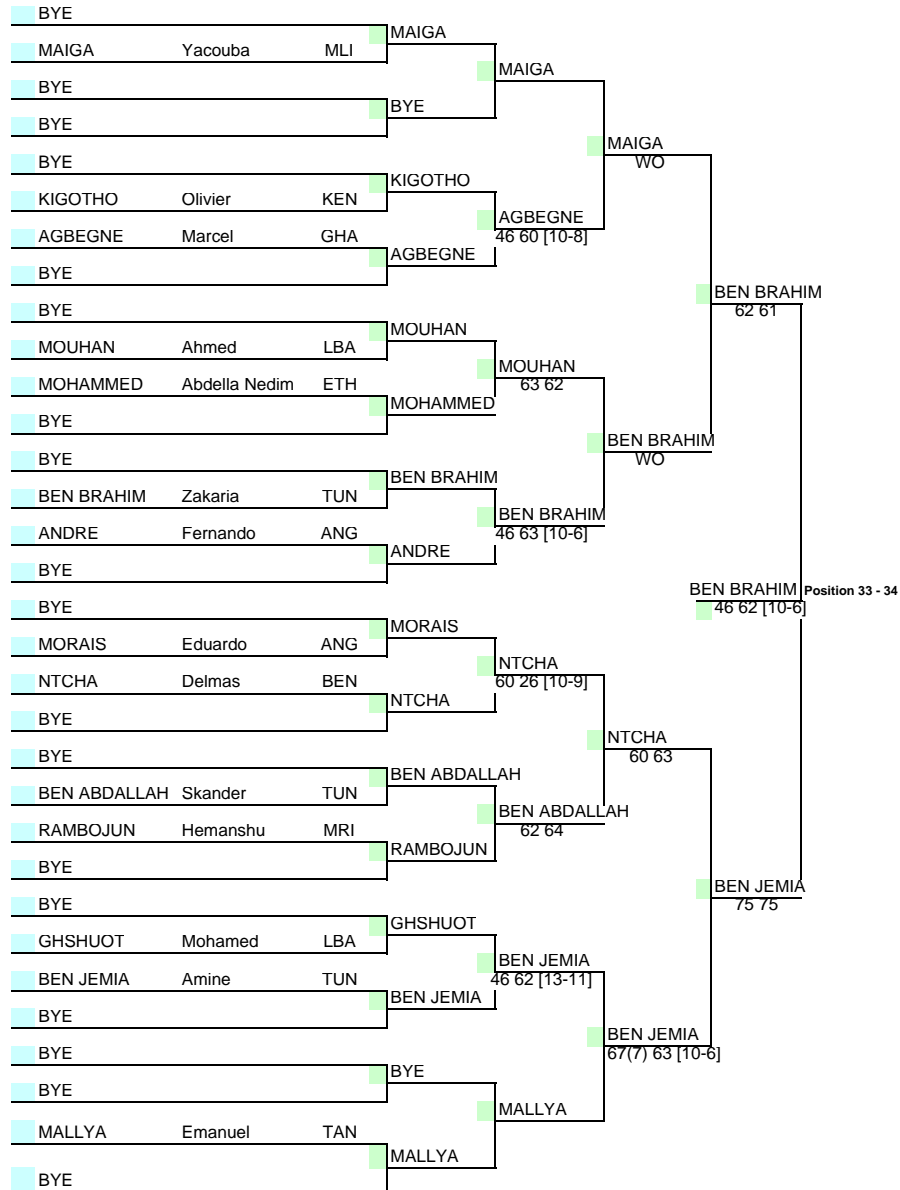 BYE
MAIGA
MAIGA Yacouba MLI
MAIGA
BYE
BYE
BYE
MAIGA
WO
BYE
KIGOTHO
KIGOTHO Olivier KEN
AGBEGNE
46 60 [10-8]
AGBEGNE Marcel GHA
AGBEGNE
BYE
BEN BRAHIM
62 61
BYE
MOUHAN
MOUHAN Ahmed LBA
MOUHAN
63 62
MOHAMMED Abdella Nedim ETH
MOHAMMED
BYE
BEN BRAHIM
WO
BYE
BEN BRAHIM
BEN BRAHIM Zakaria TUN
BEN BRAHIM
46 63 [10-6]
ANDRE Fernando ANG
ANDRE
BYE
BEN BRAHIM Position 33 - 34
46 62 [10-6]
BYE
MORAIS
MORAIS Eduardo ANG
NTCHA
60 26 [10-9]
NTCHA Delmas BEN
NTCHA
BYE
NTCHA
60 63
BYE
BEN ABDALLAH
BEN ABDALLAH Skander TUN
BEN ABDALLAH
62 64
RAMBOJUN Hemanshu MRI
RAMBOJUN
BYE
BEN JEMIA
75 75
BYE
GHSHUOT
GHSHUOT Mohamed LBA
BEN JEMIA
46 62 [13-11]
BEN JEMIA Amine TUN
BEN JEMIA
BYE
BEN JEMIA
67(7) 63 [10-6]
BYE
BYE
BYE
MALLYA
MALLYA Emanuel TAN
MALLYA
BYE